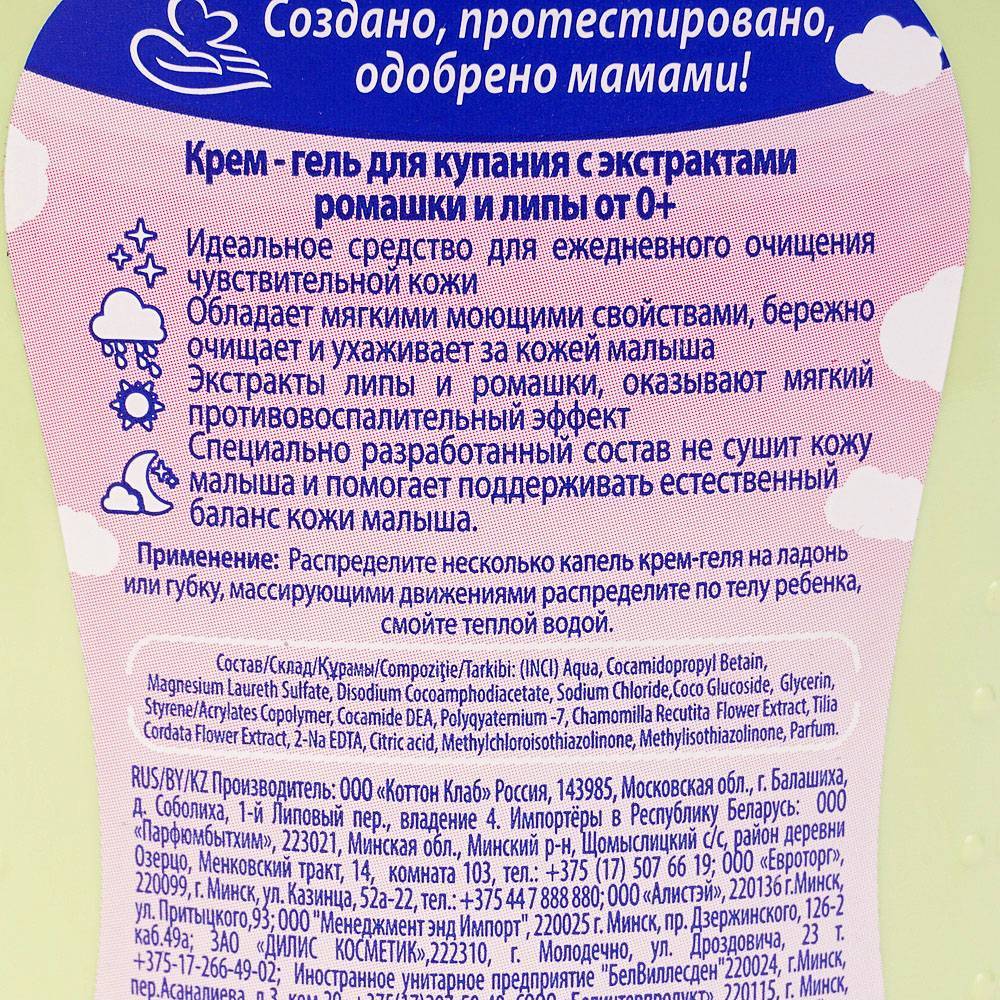 Создано, протестировано,
одобрено мамами!
Крем - гель для купания с экстрактами
ромашки и липы от 0+
Идеальное средство для ежедневного очищения
чувствительной кожи
Обладает мягкими моющими свойствами, бережно
очищает и ухаживает за кожей малыша
Экстракты липы и ромашки, оказывают мягкий
противовоспалительный эффект
Специально разработанный состав не сушит кожу
малыша и помогает поддерживать естественный
баланс кожи малыша.
Применение: Распределите несколько капель крем-геля на ладонь
или губку, массирующими движениями распределите по телу ребенка,
смойте теплой водой.
Состав/Склад/Құрамы/Compoziţie/Tarkibi: (INCI) Aqua, Cocamidopropyl Betain,
Magnesium Laureth Sulfate, Disodium Cocoamphodiacetate, Sodium Chloride,Coco Glucoside, Glycerin,
Styrene/Acrylates Copolymer, Cocamide DEA, Polyqyaternium -7, Chamomilla Recutita Flower Extract, Tilia
Cordata Flower Extract, 2-Na EDTA, Citric acid, Methylchloroisothiazolinone, Methylisothiazolinone, Parfum.
RUS/BY/KZ Производитель: ООО «Коттон Клаб» Россия, 143985, Московская обл., г. Балашиха,
д. Соболиха, 1-й Липовый пер., владение 4. Импортёры в Республику Беларусь: ООО
«Парфюмбытхим», 223021, Минская обл., Минский р-н, Щомыслицкий с/с, район деревни
Озерцо, Менковский тракт, 14, комната 103, тел.: +375 (17) 507 66 19; ООО «Евроторг»,
220099, г. Минск, ул. Казинца, 52а-22, тел.: +375 44 7 888 880; ООО «Алистэй», 220136 г.Минск,
ул. Притыцкого,93; ООО "Менеджмент энд Импорт", 220025 г. Минск, пр. Дзержинского, 126-2
каб.49а; ЗАО «ДИЛИС КОСМЕТИК»,222310, г. Молодечно, ул. Дроздовича, 23 т.
+375-17-266-49-02; Иностранное унитарное предприятие "БелВиллесден"220024, г.Минск,
пер.Асаналиева, д.3, ком.20, 220115, г. Минск,